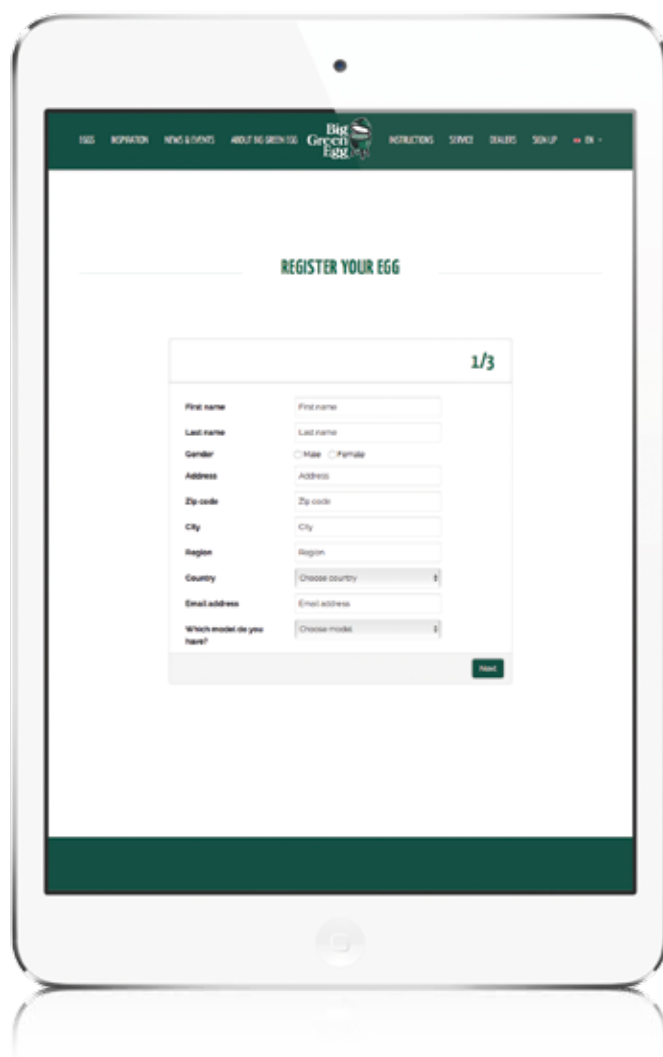 EGGS INSPIRATION NEWS & EVENTS ABOUT BIG GREEN EGG Big Green Egg INSTRUCTIONS SERVICE DEALERS SIGN UP EN
REGISTER YOUR EGG
1/3
First name First name
Last name Last name
Gender Male Female
Address Address
Zip code Zip code
City City
Region Region
Country Choose country
Email address Email address
Which model do you have? Choose model
Next